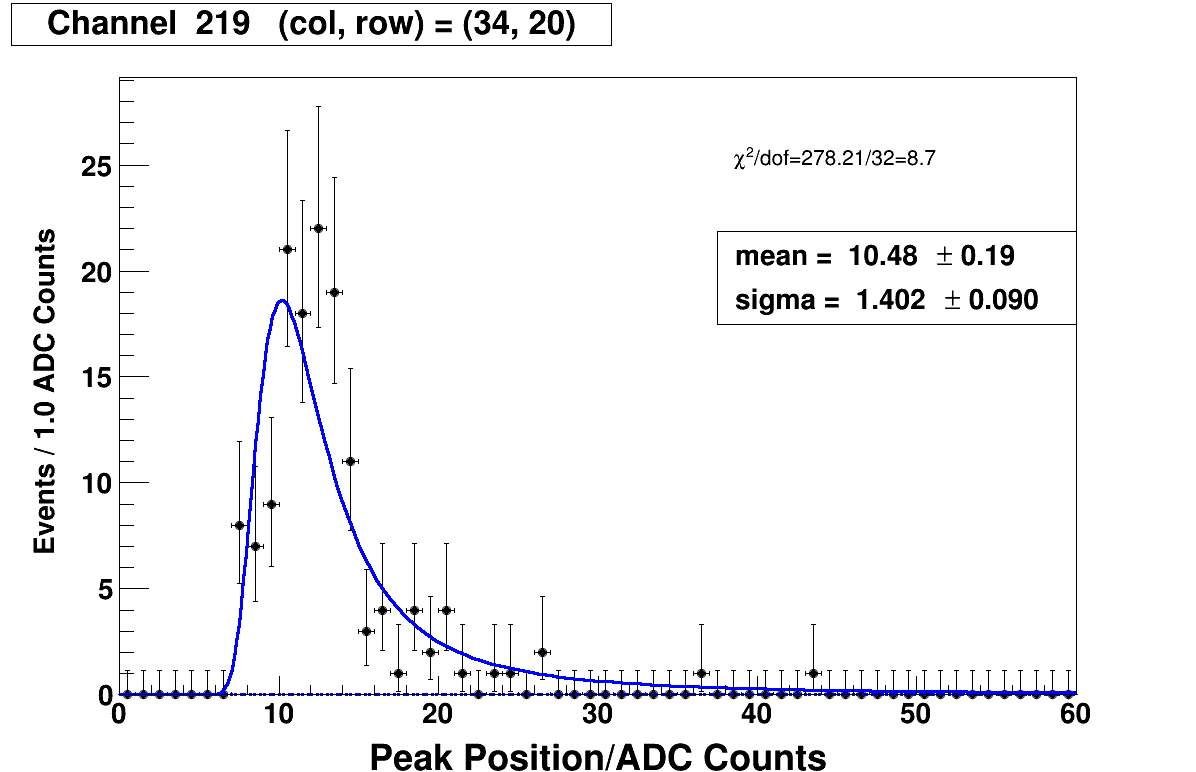 Channel 219 (col, row) = (34, 20)
χ²/dof=278.21/32=8.7
mean = 10.48 ± 0.19
sigma = 1.402 ± 0.090
Events / 1.0 ADC Counts
25
20
15
10
5
0
0 10 20 30 40 50 60
Peak Position/ADC Counts